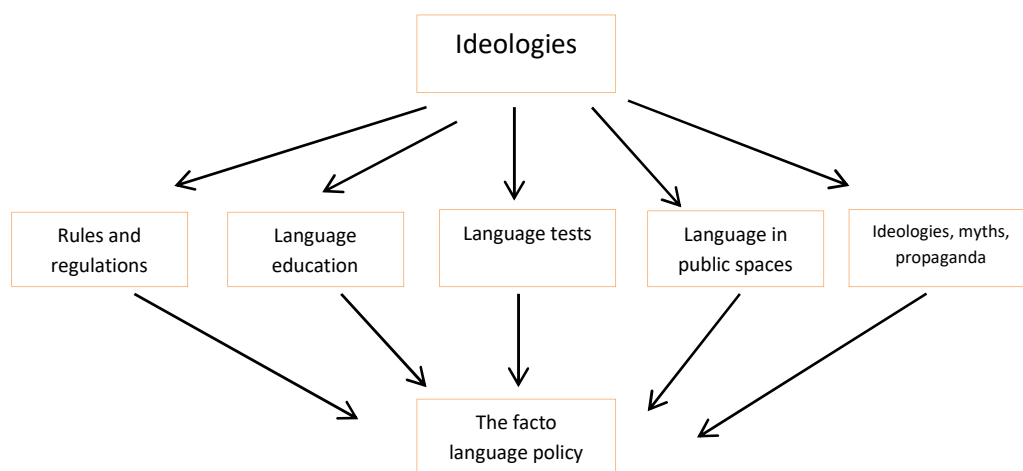 Ideologies
Rules and
regulations
Language
education
Language tests
Language in
public spaces
Ideologies, myths,
propaganda
The facto
language policy